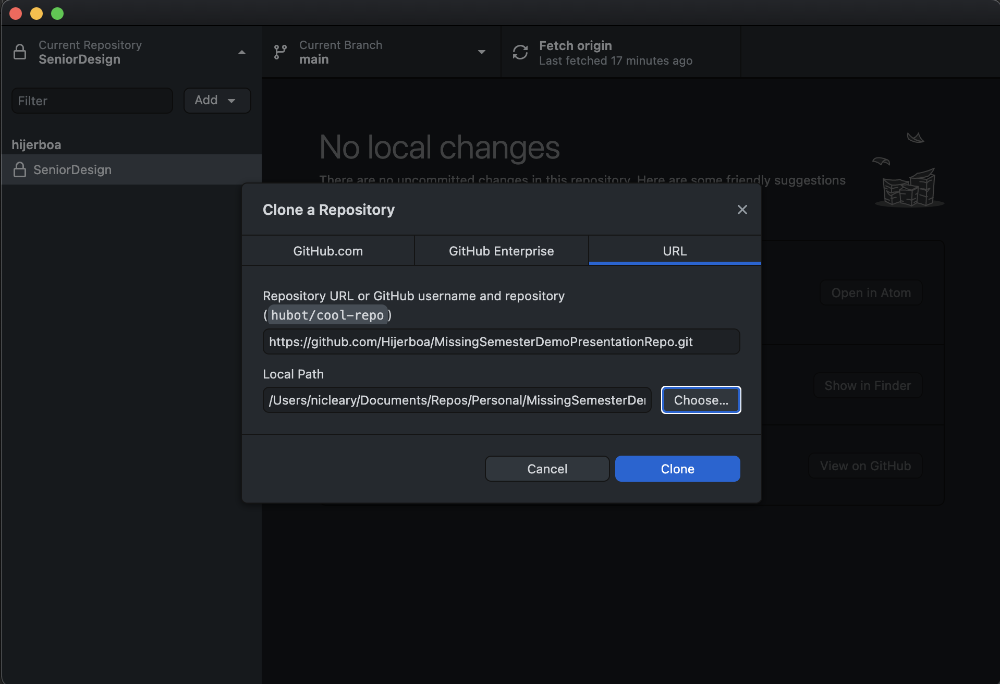 Current Repository
SeniorDesign
Current Branch
main
Fetch origin
Last fetched 17 minutes ago
Filter
Add
hijerboa
SeniorDesign
No local changes
There are no uncommitted changes in this repository. Here are some friendly suggestions
Clone a Repository
GitHub.com
GitHub Enterprise
URL
Repository URL or GitHub username and repository
(hubot/cool-repo)
https://github.com/Hijerboa/MissingSemesterDemoPresentationRepo.git
Local Path
/Users/nicleary/Documents/Repos/Personal/MissingSemesterDe
Choose...
Cancel
Clone
Open in Atom
Show in Finder
View on GitHub